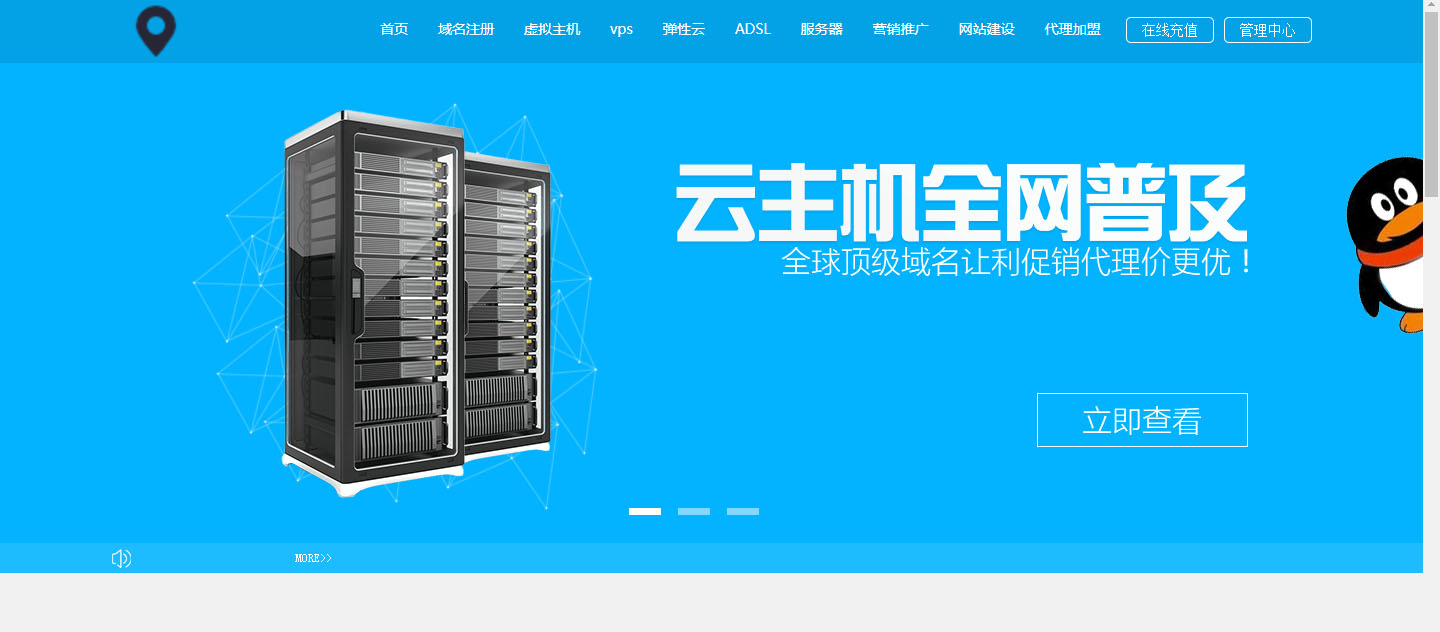 首页 域名注册 虚拟主机 vps 弹性云 ADSL 服务器 营销推广 网站建设 代理加盟 在线充值 管理中心
云主机全网普及
全球顶级域名让利促销代理价更优！
立即查看
MORE>>